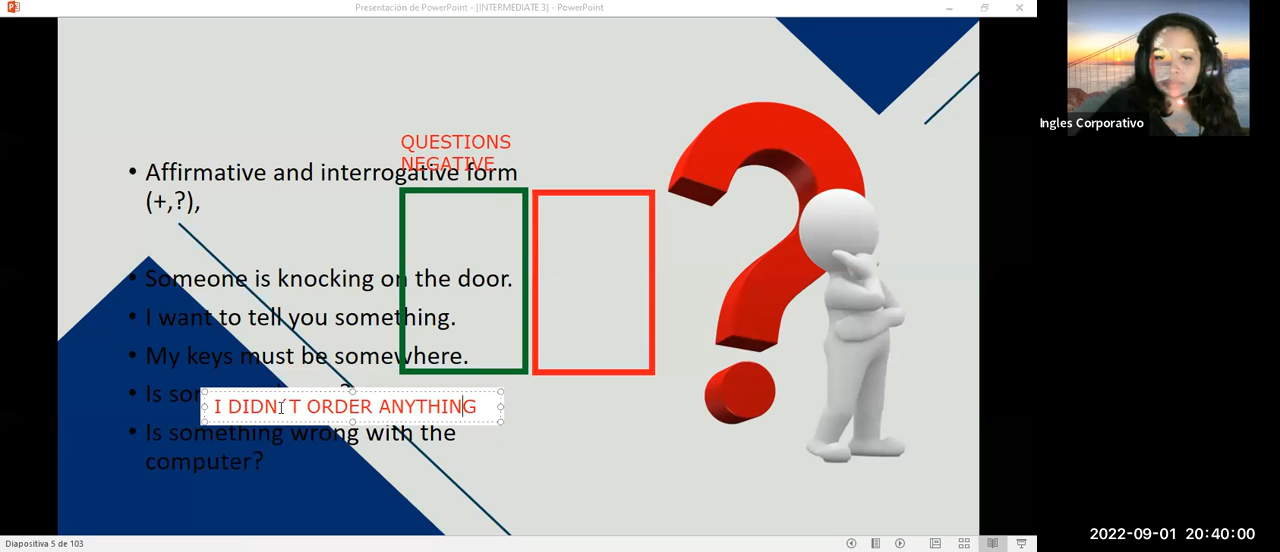 Presentación de PowerPoint - [INTERMEDIATE 3] - PowerPoint
Ingles Corporativo
QUESTIONS
NEGATIVE
• Affirmative and interrogative form
(+,?),
• Someone is knocking on the door.
• I want to tell you something.
• My keys must be somewhere.
• Is
I DIDN´T ORDER ANYTHING
• Is something wrong with the
computer?
Diapositiva 5 de 103
2022-09-01 20:40:00